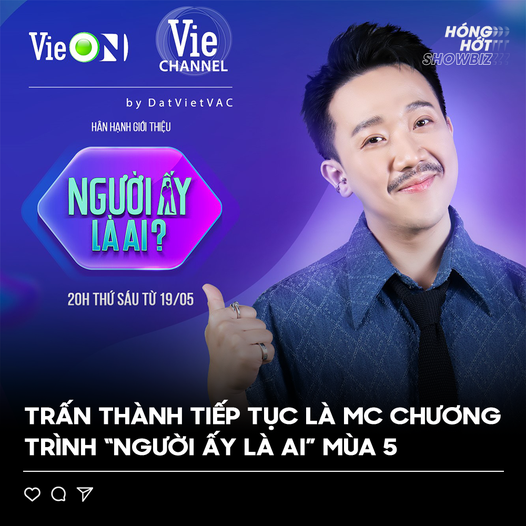 VieON
Vie
CHANNEL
by DatVietVAC
HÓNG
HỚT
SHOWBIZ
HÂN HẠNH GIỚI THIỆU
NGƯỜI ẤY
LÀ AI?
20H THỨ SÁU TỪ 19/05
TRẤN THÀNH TIẾP TỤC LÀ MC CHƯƠNG
TRÌNH “NGƯỜI ẤY LÀ AI” MÙA 5